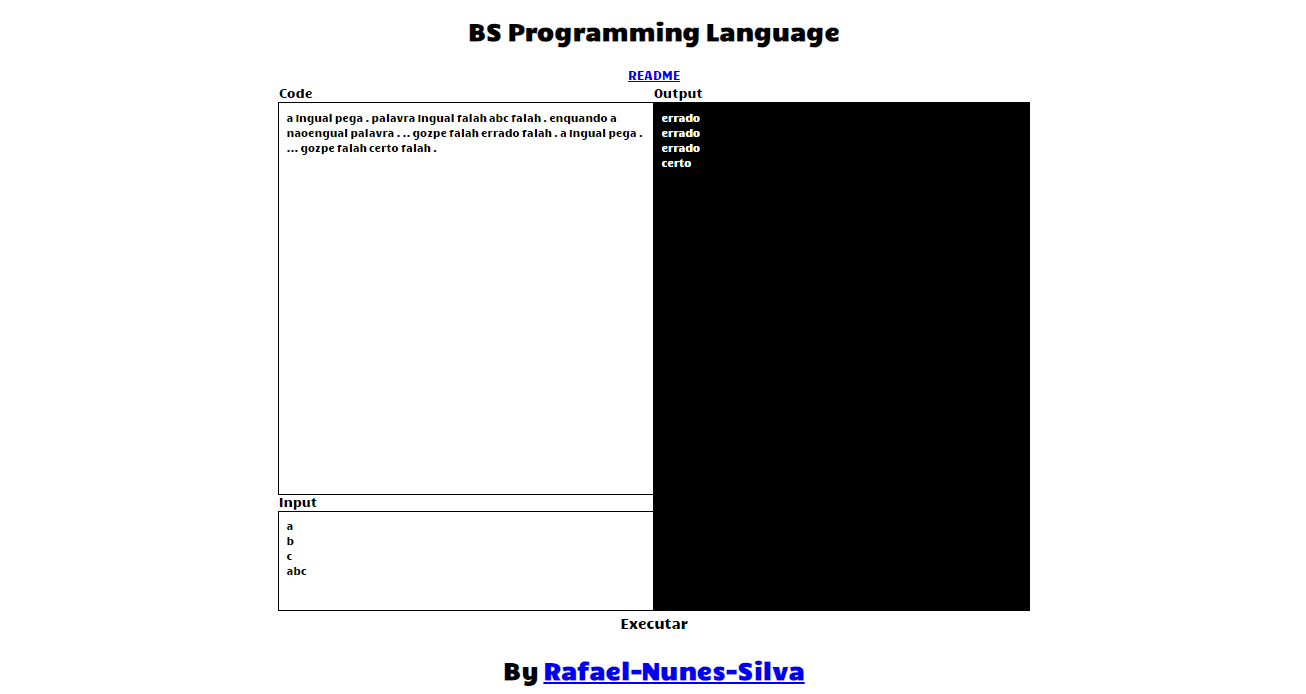 BS Programming Language
README
Code
Output
a ingual pega . palavra ingual falah abc falah . enquando a
naoengual palavra . .. gozpe falah errado falah . a ingual pega .
... gozpe falah certo falah .
errado
errado
errado
certo
Input
a
b
c
abc
Executar
By Rafael-Nunes-Silva